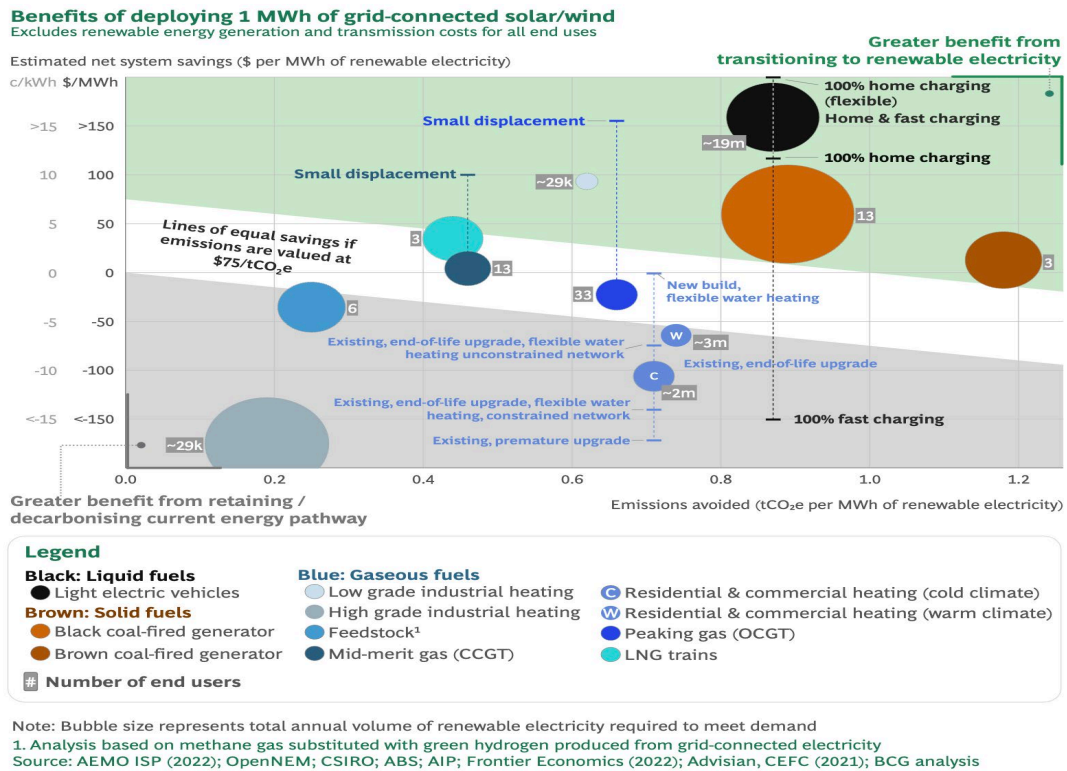 Benefits of deploying 1 MWh of grid-connected solar/wind
Excludes renewable energy generation and transmission costs for all end uses
Greater benefit from
transitioning to renewable electricity
Estimated net system savings ($ per MWh of renewable electricity)
c/kWh $/MWh
>15 >150
10 100
5 50
0 0
-5 -50
-10 -100
<-15 <-150
100% home charging
(flexible)
Home & fast charging
~19m
100% home charging
Small displacement
Small displacement
~29k
13
3
Lines of equal savings if
emissions are valued at
$75/tCO₂e
3
13
6
33
New build,
flexible water heating
W
~3m
Existing, end-of-life upgrade, flexible water
heating unconstrained network
Existing, end-of-life upgrade
C
~2m
Existing, end-of-life upgrade, flexible water
heating, constrained network
Existing, premature upgrade
100% fast charging
~29k
0.0 0.2 0.4 0.6 0.8 1.0 1.2
Greater benefit from retaining /
decarbonising current energy pathway
Emissions avoided (tCO₂e per MWh of renewable electricity)
Legend
Black: Liquid fuels
Light electric vehicles
Brown: Solid fuels
Black coal-fired generator
Brown coal-fired generator
# Number of end users
Blue: Gaseous fuels
Low grade industrial heating
High grade industrial heating
Feedstock¹
Mid-merit gas (CCGT)
C Residential & commercial heating (cold climate)
W Residential & commercial heating (warm climate)
Peaking gas (OCGT)
LNG trains
Note: Bubble size represents total annual volume of renewable electricity required to meet demand
1. Analysis based on methane gas substituted with green hydrogen produced from grid-connected electricity
Source: AEMO ISP (2022); OpenNEM; CSIRO; ABS; AIP; Frontier Economics (2022); Advisian, CEFC (2021); BCG analysis